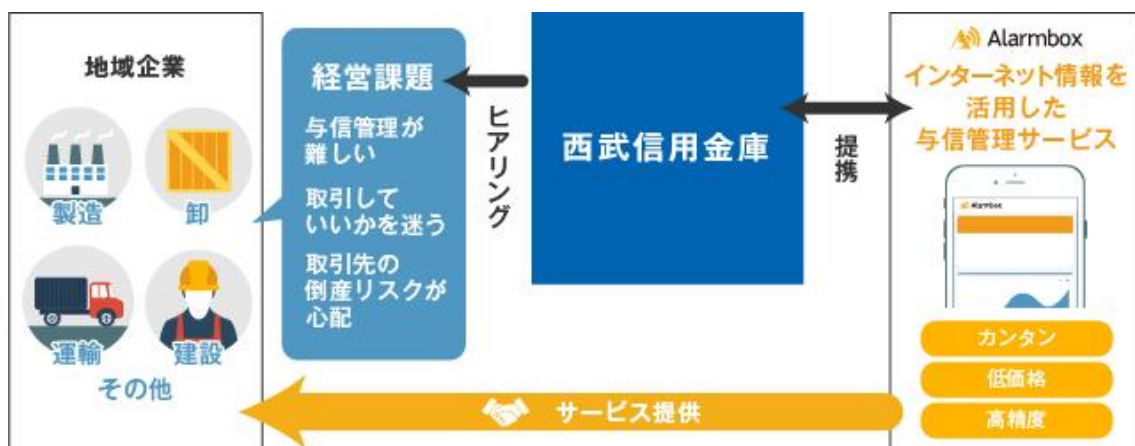 地域企業
製造
卸
運輸
建設
その他
経営課題
与信管理が
難しい
取引して
いいかを迷う
取引先の
倒産リスクが
心配
ヒアリング
西武信用金庫
提携
Alarmbox
インターネット情報を
活用した
与信管理サービス
Alarmbox
カンタン
低価格
高精度
サービス提供